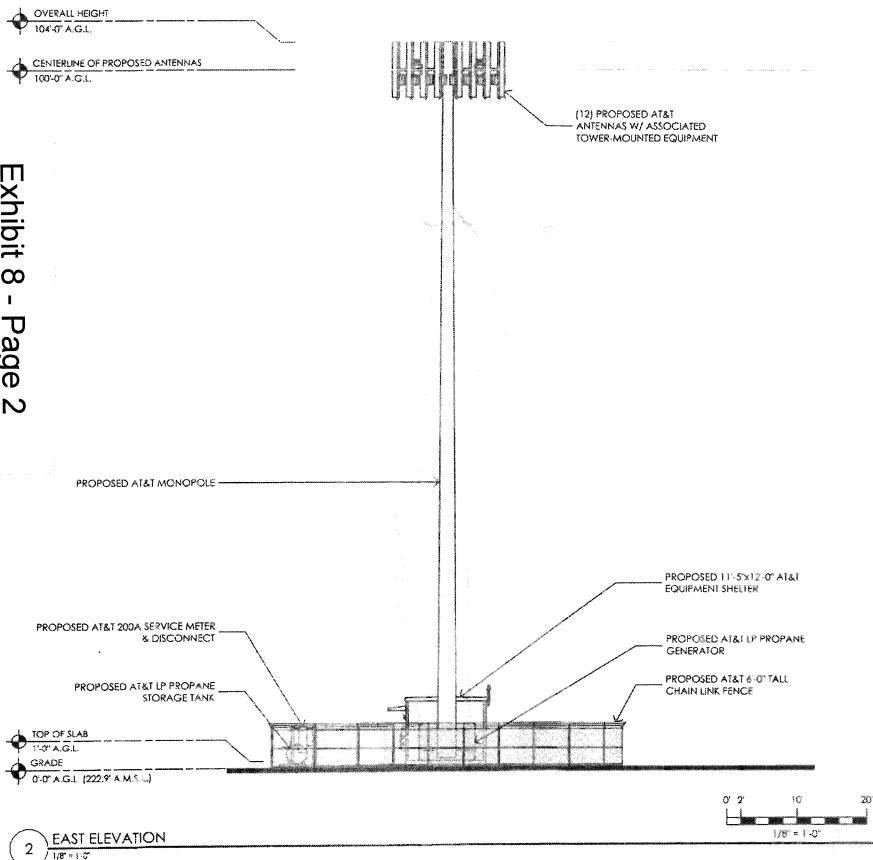 OVERALL HEIGHT
104'-0" A.G.L.
CENTERLINE OF PROPOSED ANTENNAS
100'-0" A.G.L.
(12) PROPOSED AT&T
ANTENNAS W/ ASSOCIATED
TOWER-MOUNTED EQUIPMENT
Exhibit 8 - Page 2
PROPOSED AT&T MONOPOLE
PROPOSED 11'-5"x12'-0" AT&T
EQUIPMENT SHELTER
PROPOSED AT&T 200A SERVICE METER
& DISCONNECT
PROPOSED AT&T LP PROPANE
GENERATOR
PROPOSED AT&T LP PROPANE
STORAGE TANK
PROPOSED AT&T 6'-0" TALL
CHAIN LINK FENCE
TOP OF SLAB
1'-0" A.G.L.
GRADE
0'-0" A.G.L. (222.9' A.M.S.L.)
0' 2' 10' 20'
1/8" = 1'-0"
2 EAST ELEVATION
1/8" = 1'-0"